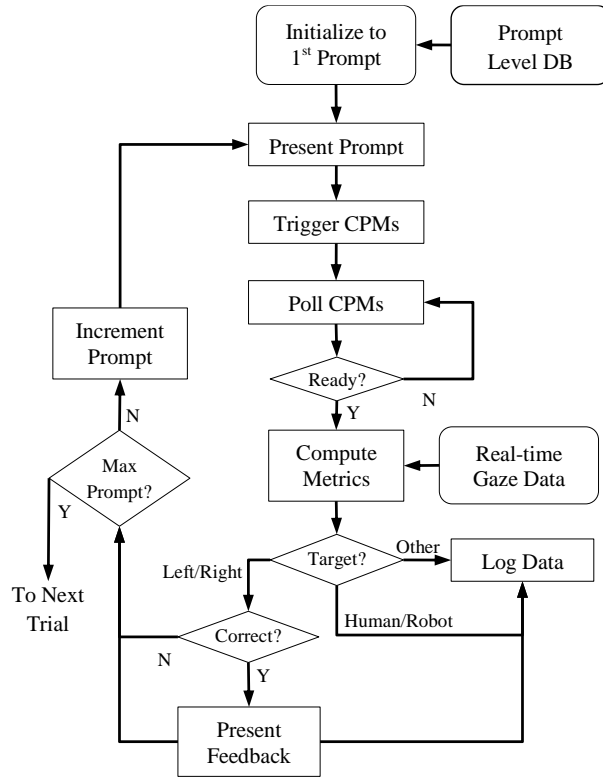 Initialize to
1st Prompt
Prompt
Level DB
Present Prompt
Trigger CPMs
Poll CPMs
Increment
Prompt
Ready?
N
Y
N
Compute
Metrics
Real-time
Gaze Data
Max
Prompt?
Y
Target?
Other
Log Data
Left/Right
To Next
Trial
Human/Robot
Correct?
N
Y
Present
Feedback